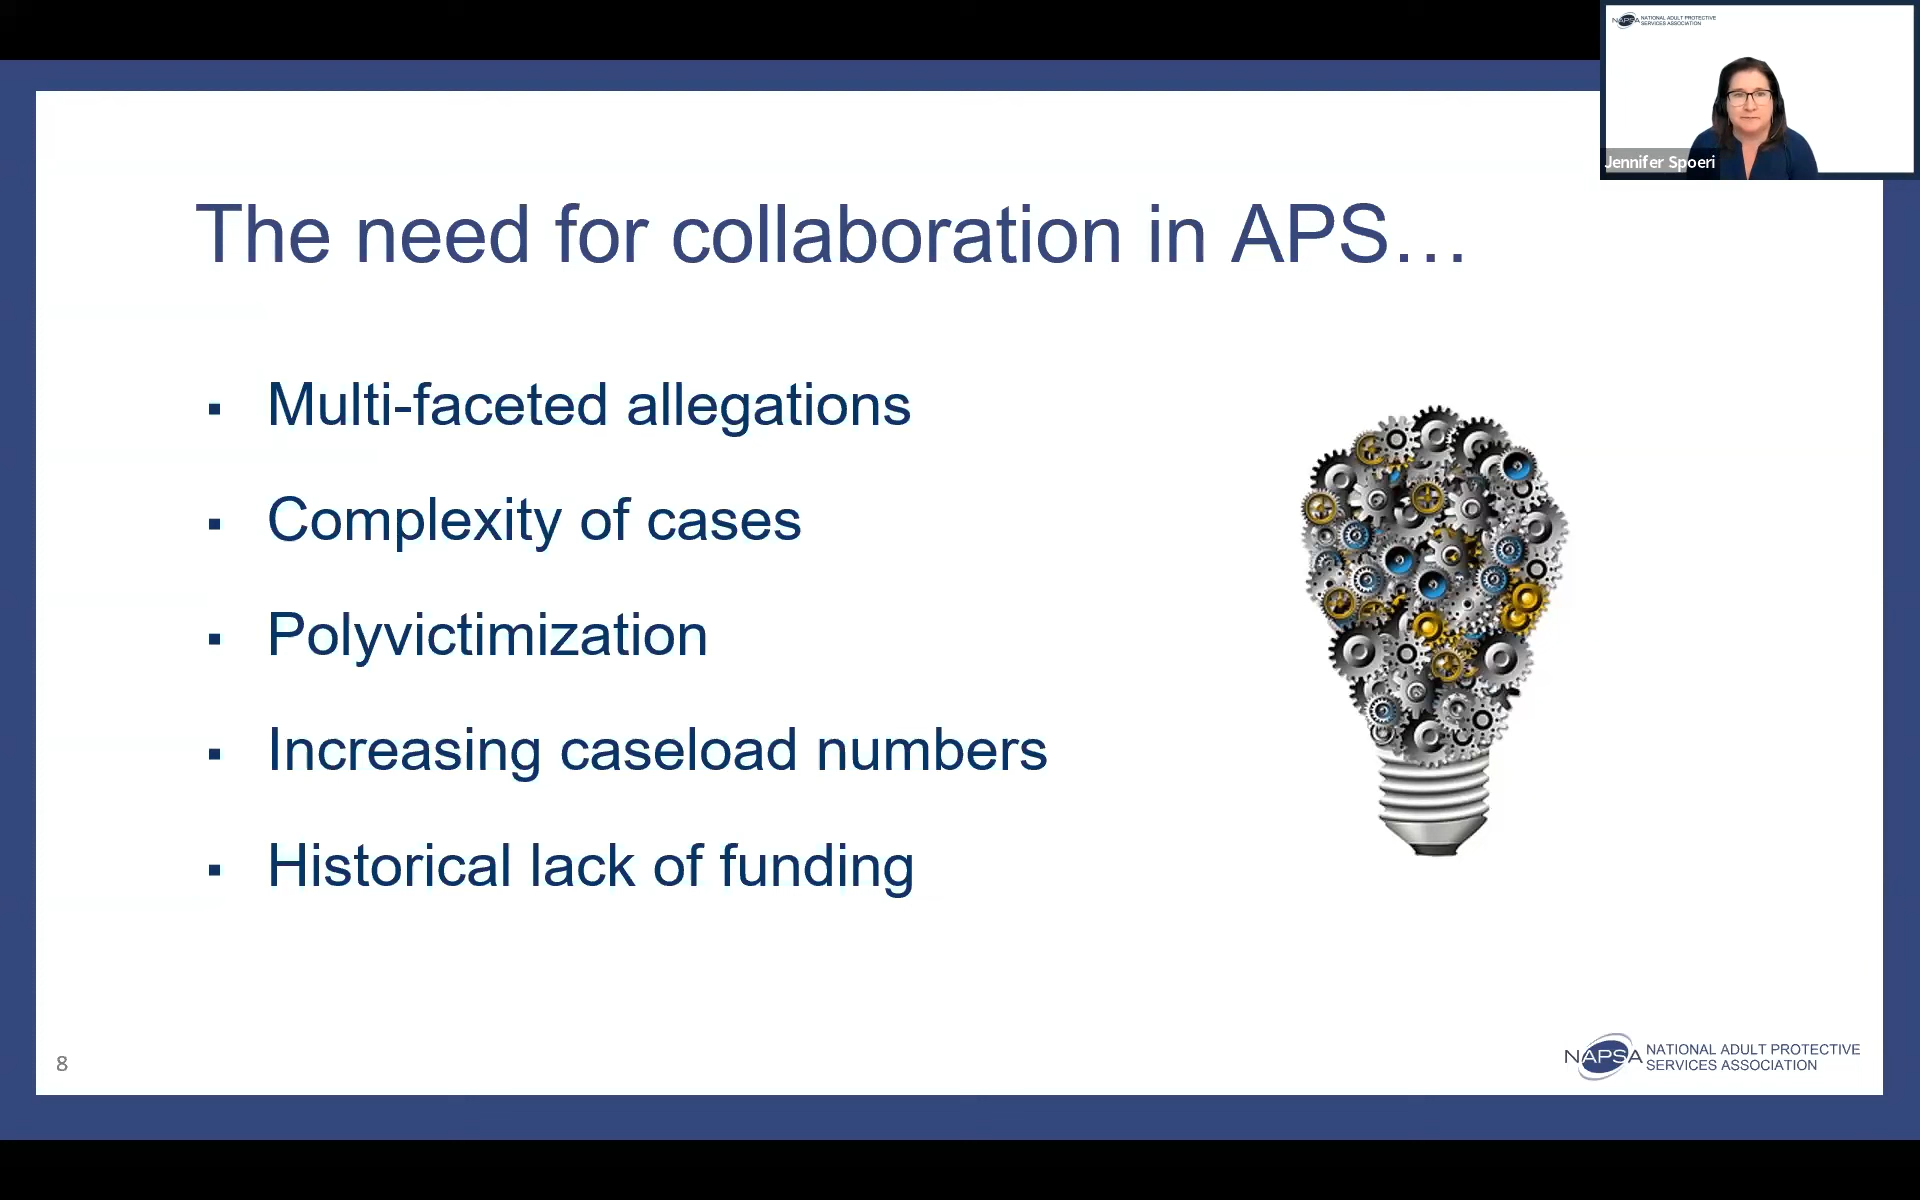 NAPSA NATIONAL ADULT PROTECTIVE
SERVICES ASSOCIATION
Jennifer Spoeri
The need for collaboration in APS...
▪ Multi-faceted allegations
▪ Complexity of cases
▪ Polyvictimization
▪ Increasing caseload numbers
▪ Historical lack of funding
8
NAPSA NATIONAL ADULT PROTECTIVE
SERVICES ASSOCIATION